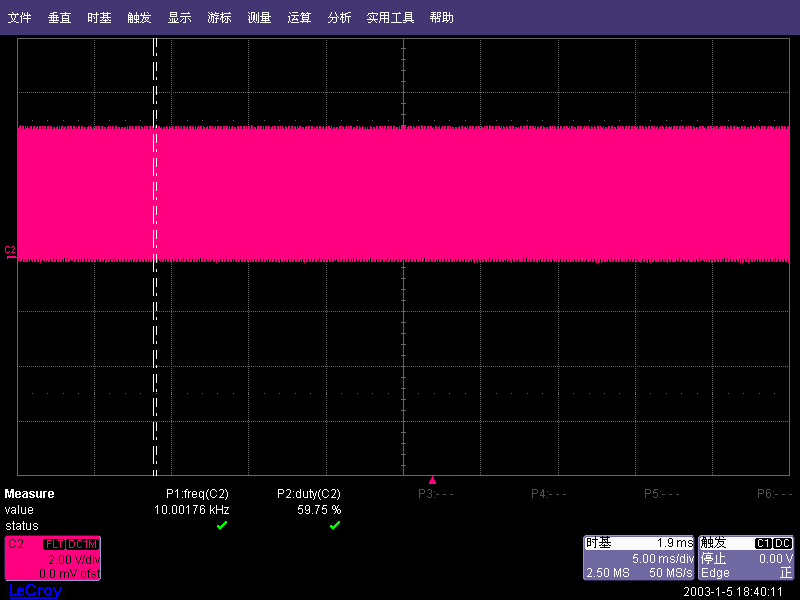 文件 垂直 时基 触发 显示 游标 测量 运算 分析 实用工具 帮助
C2
Measure P1:freq(C2) P2:duty(C2) P3:--- P4:--- P5:--- P6:---
value 10.00176 kHz 59.75 %
status
C2 FLT DC1M
2.00 V/div
0.0 mV ofst
时基 1.9 ms
5.00 ms/div
2.50 MS 50 MS/s
触发 C1 DC
停止 0.00 V
Edge 正
LeCroy
2003-1-5 18:40:11